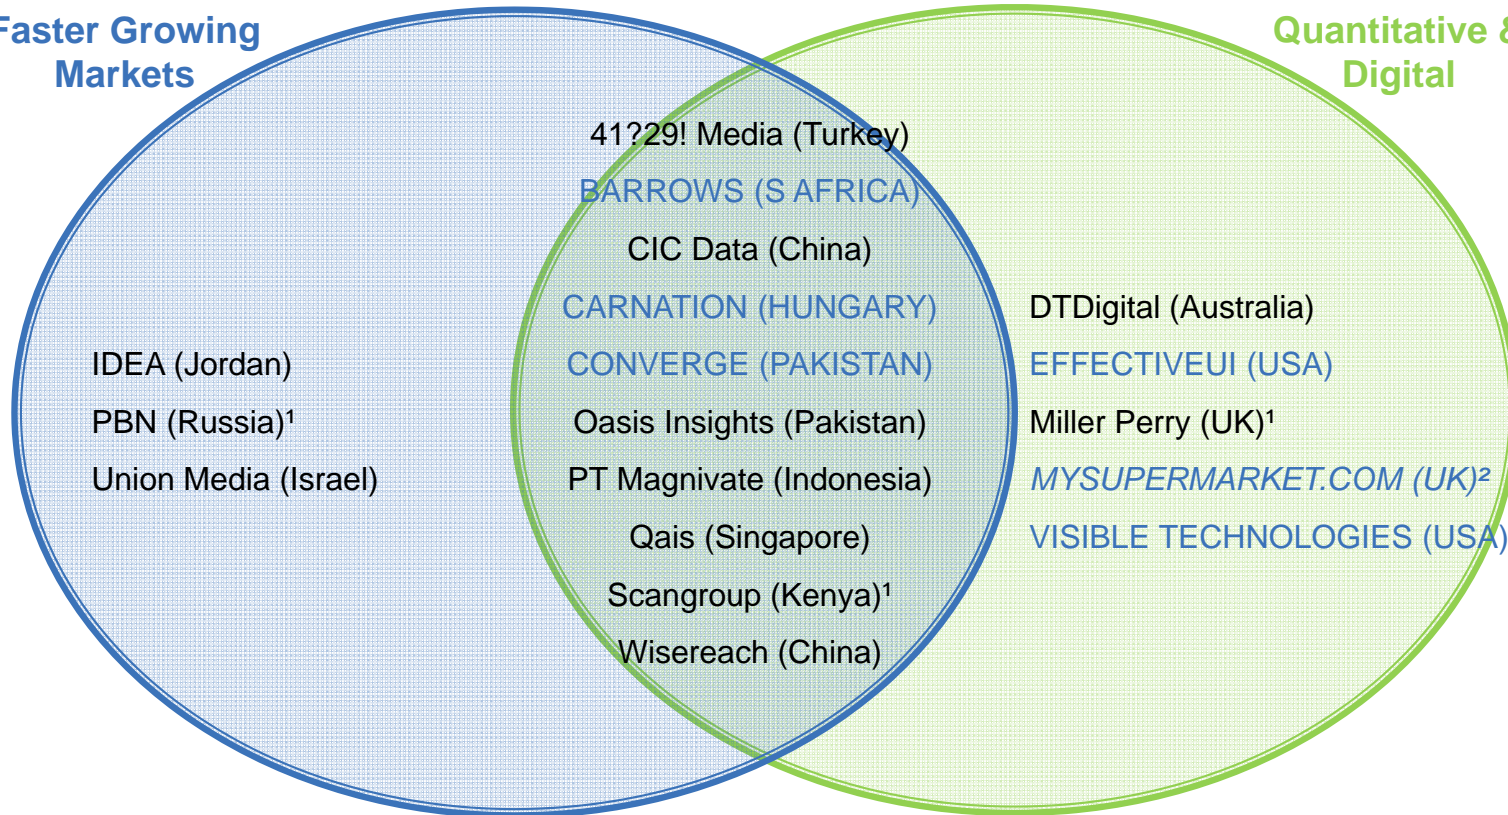 Faster Growing
Markets
Quantitative &
Digital
41?29! Media (Turkey)
BARROWS (S AFRICA)
CIC Data (China)
CARNATION (HUNGARY)
CONVERGE (PAKISTAN)
Oasis Insights (Pakistan)
PT Magnivate (Indonesia)
Qais (Singapore)
Scangroup (Kenya)¹
Wisereach (China)
IDEA (Jordan)
PBN (Russia)¹
Union Media (Israel)
DTDigital (Australia)
EFFECTIVEUI (USA)
Miller Perry (UK)¹
MYSUPERMARKET.COM (UK)²
VISIBLE TECHNOLOGIES (USA)